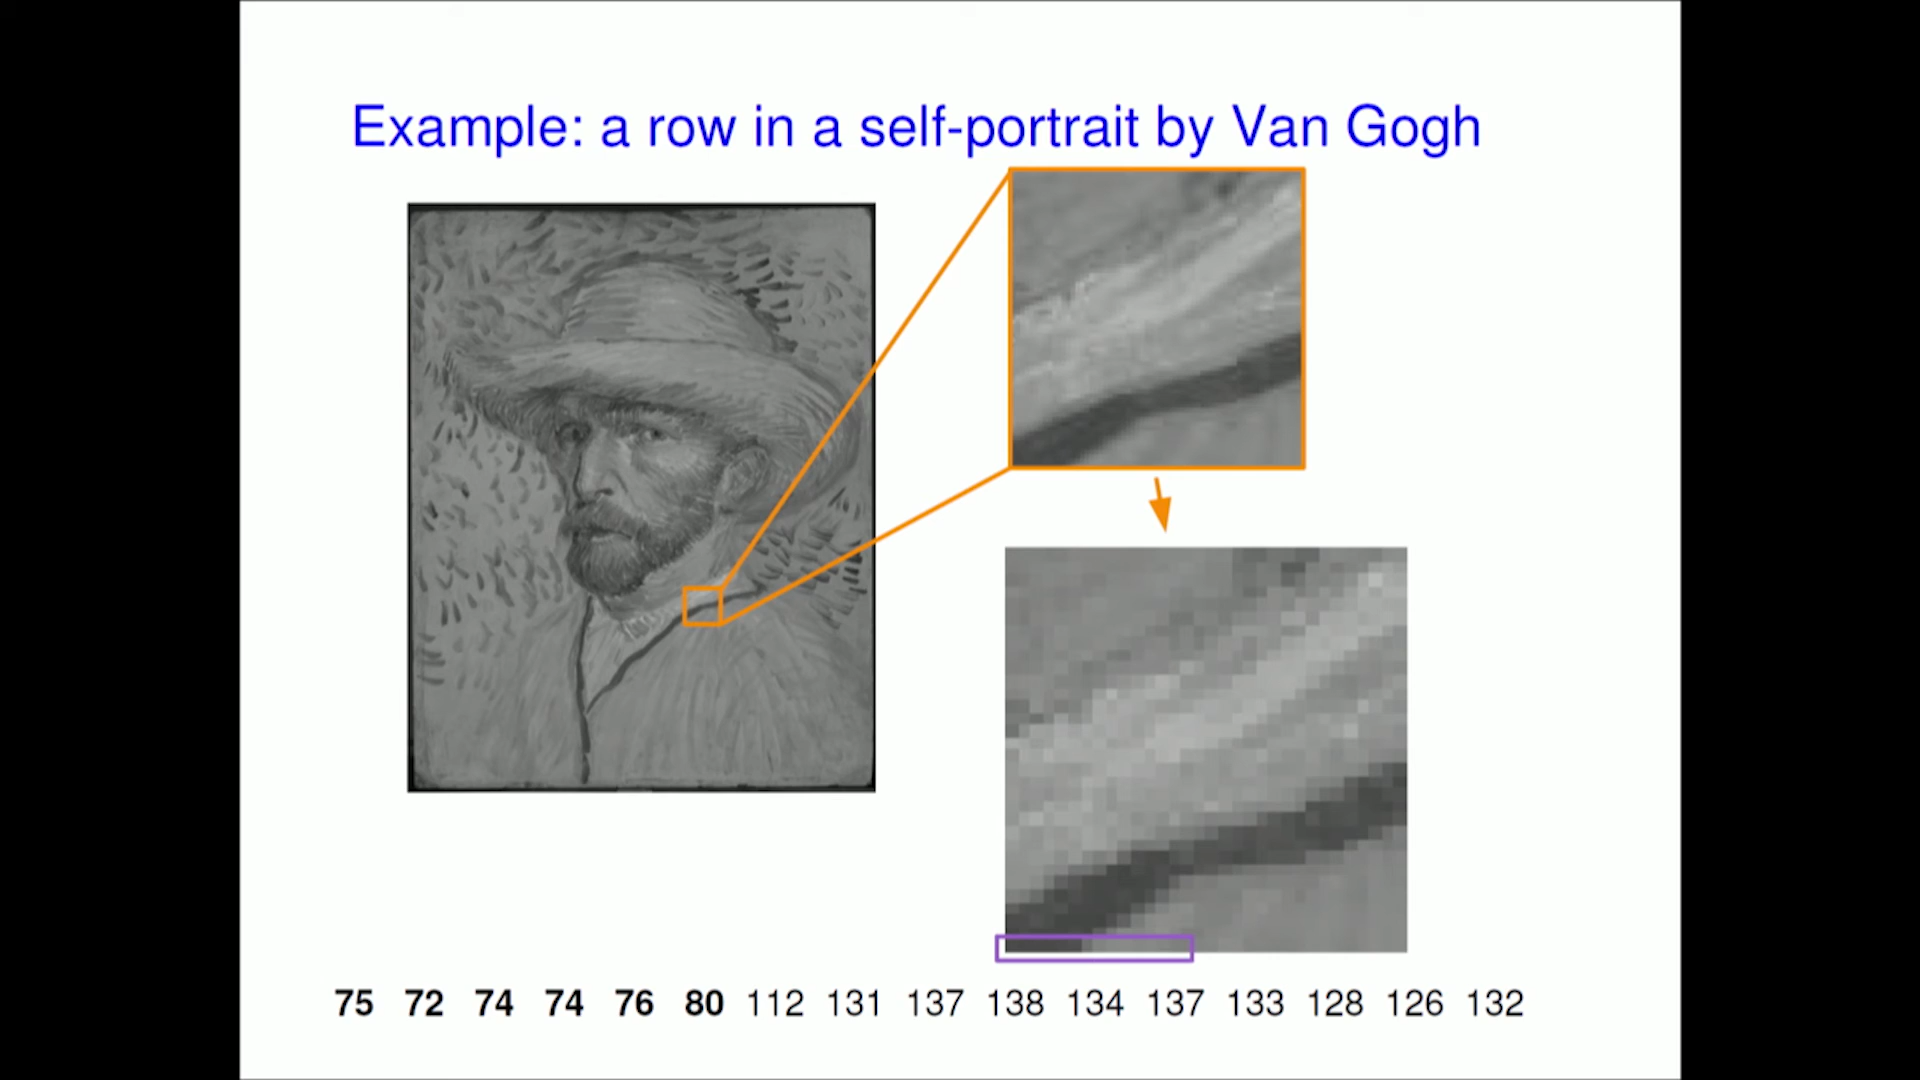 Example: a row in a self-portrait by Van Gogh
75 72 74 74 76 80 112 131 137 138 134 137 133 128 126 132